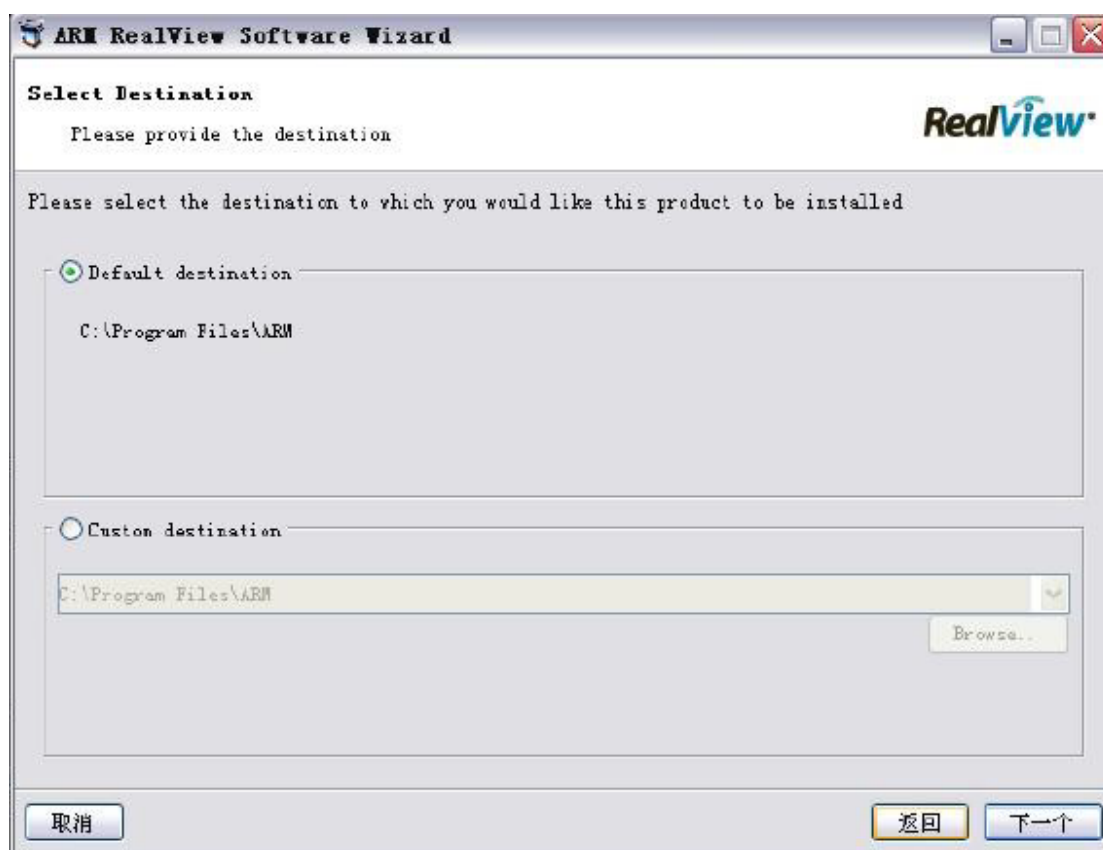 ARM RealView Software Wizard
Select Destination
Please provide the destination
RealView
Please select the destination to which you would like this product to be installed
Default destination
C:\Program Files\ARM
Custom destination
C:\Program Files\ARM
Browse..
取消
返回
下一个